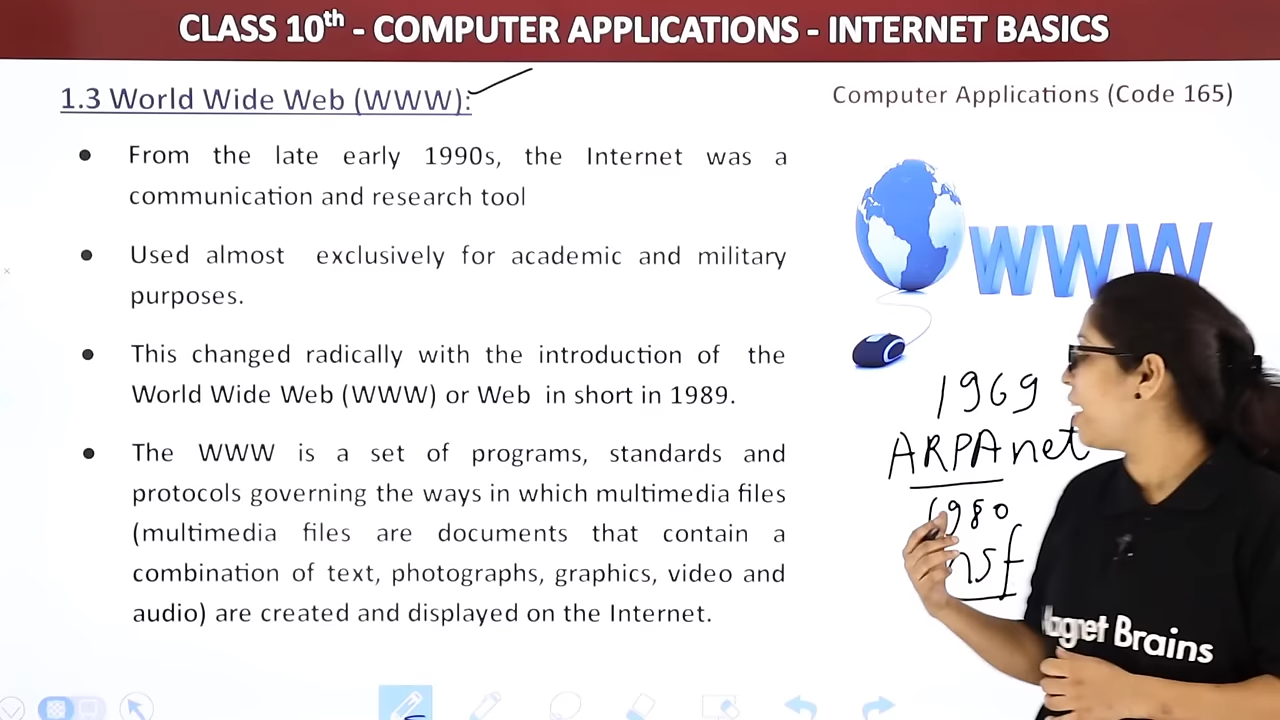 CLASS 10th - COMPUTER APPLICATIONS - INTERNET BASICS
1.3 World Wide Web (WWW):
Computer Applications (Code 165)
● From the late early 1990s, the Internet was a
communication and research tool
● Used almost exclusively for academic and military
purposes.
● This changed radically with the introduction of the
World Wide Web (WWW) or Web in short in 1989.
● The WWW is a set of programs, standards and
protocols governing the ways in which multimedia files
(multimedia files are documents that contain a
combination of text, photographs, graphics, video and
audio) are created and displayed on the Internet.
WWW
1969
ARPAnet
1980
nsf
Magnet Brains